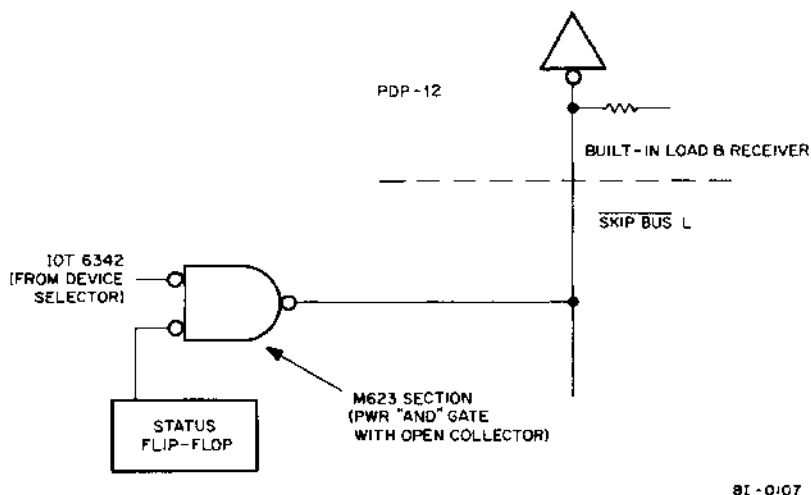 PDP-12
BUILT-IN LOAD & RECEIVER
SKIP BUS L
IOT 6342
(FROM DEVICE
SELECTOR)
M623 SECTION
(PWR "AND" GATE
WITH OPEN COLLECTOR)
STATUS
FLIP-FLOP
8I-0107